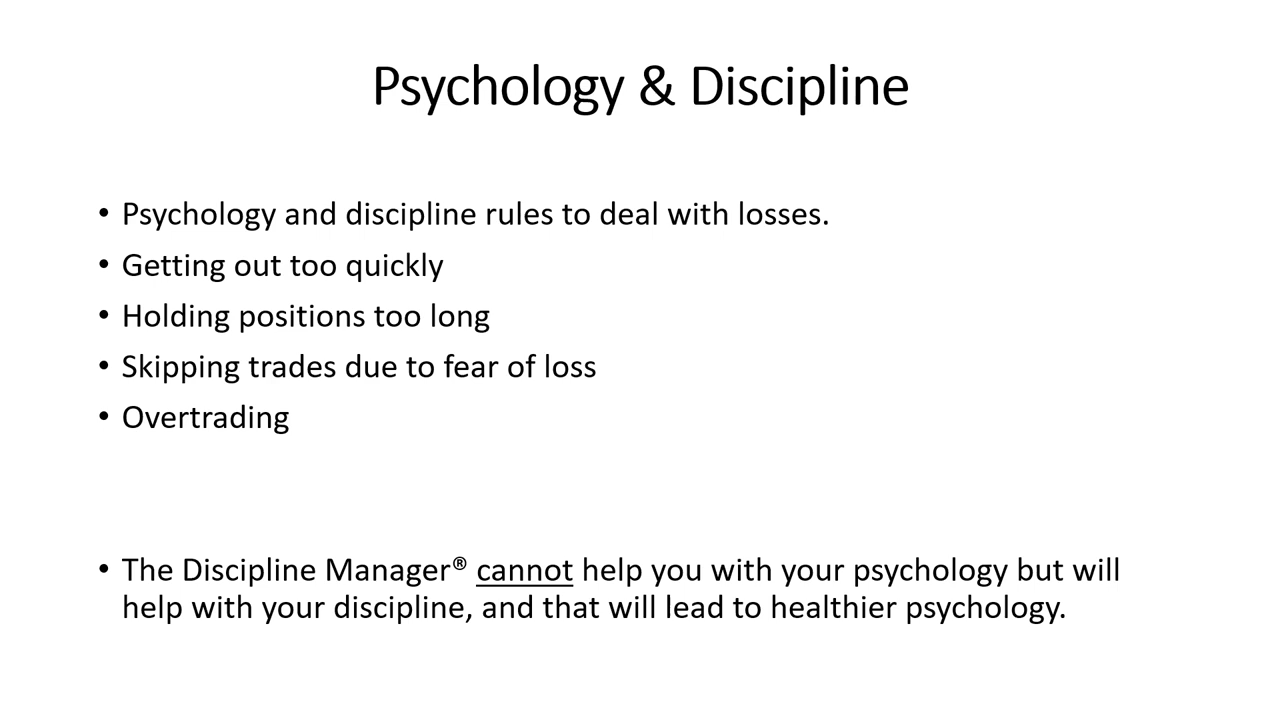 Psychology & Discipline
• Psychology and discipline rules to deal with losses.
• Getting out too quickly
• Holding positions too long
• Skipping trades due to fear of loss
• Overtrading
• The Discipline Manager® cannot help you with your psychology but will
help with your discipline, and that will lead to healthier psychology.